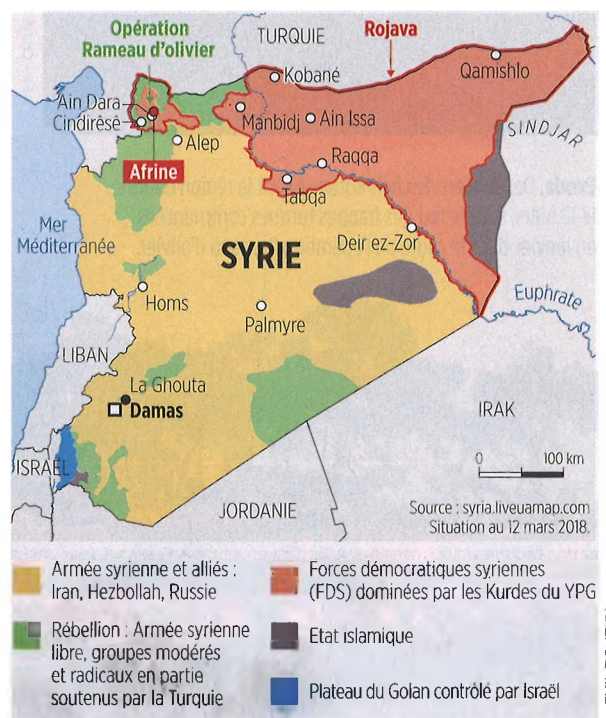 Opération
Rameau d'olivier
TURQUIE
Rojava
Kobané
Qamishlo
Ain Dara
Cindirêsê
Manbidj
Ain Issa
SINDJAR
Alep
Raqqa
Afrine
Tabqa
Mer
Méditerranée
SYRIE
Deir ez-Zor
Homs
Palmyre
Euphrate
LIBAN
La Ghouta
Damas
IRAK
ISRAËL
0 100 km
JORDANIE
Source : syria.liveuamap.com
Situation au 12 mars 2018.
Armée syrienne et alliés :
Iran, Hezbollah, Russie
Rébellion : Armée syrienne
libre, groupes modérés
et radicaux en partie
soutenus par la Turquie
Forces démocratiques syriennes
(FDS) dominées par les Kurdes du YPG
Etat islamique
Plateau du Golan contrôlé par Israël